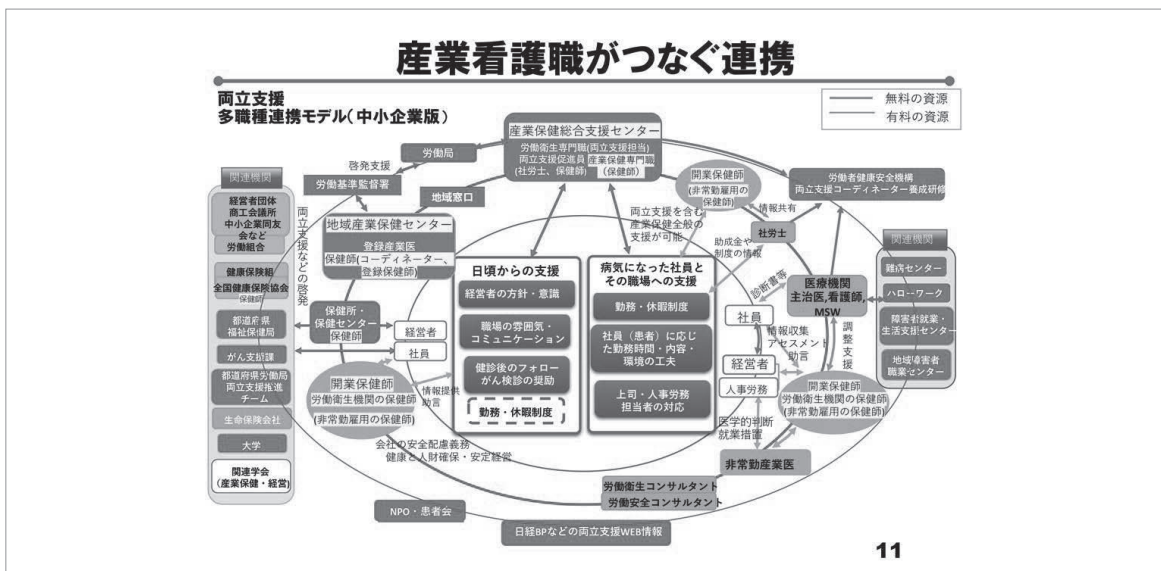 産業看護職がつなぐ連携
両立支援
多職種連携モデル(中小企業版)
無料の資源
有料の資源
産業保健総合支援センター
労働衛生専門職(両立支援担当)
両立支援促進員
(社労士、保健師)
産業保健専門職
(保健師)
労働局
啓発支援
労働基準監督署
地域窓口
開業保健師
(非常勤雇用の
保健師)
労働者健康安全機構
両立支援コーディネーター養成研修
情報共有
社労士
関連機関
経営者団体
商工会議所
中小企業同友
会など
労働組合
健康保険組
全国健康保険協会
保健師
都道府県
福祉保健局
がん支援課
都道府県労働局
両立支援推進
チーム
生命保険会社
大学
関連学会
(産業保健・経営)
両立支援などの啓発
地域産業保健センター
登録産業医
保健師(コーディネーター、
登録保健師)
保健所・
保健センター
保健師
経営者
社員
開業保健師
労働衛生機関の保健師
(非常勤雇用の保健師)
情報提供
助言
会社の安全配慮義務
健康と人財確保・安定経営
日頃からの支援
経営者の方針・意識
職場の雰囲気・
コミュニケーション
健診後のフォロー
がん検診の奨励
勤務・休暇制度
両立支援を含む
産業保健全般の
支援が可能
助成金や
制度の情報
病気になった社員と
その職場への支援
勤務・休暇制度
社員(患者)に応じ
た勤務時間・内容・
環境の工夫
上司・人事労務
担当者の対応
診断書等
社員
経営者
人事労務
情報収集
アセスメント
助言
医療機関
主治医,看護師,
MSW
調整支援
開業保健師
労働衛生機関の保健師
(非常勤雇用の保健師)
医学的判断
就業措置
非常勤産業医
関連機関
難病センター
ハローワーク
障害者就業・
生活支援センター
地域障害者
職業センター
労働衛生コンサルタント
労働安全コンサルタント
NPO・患者会
日経BPなどの両立支援WEB情報
11